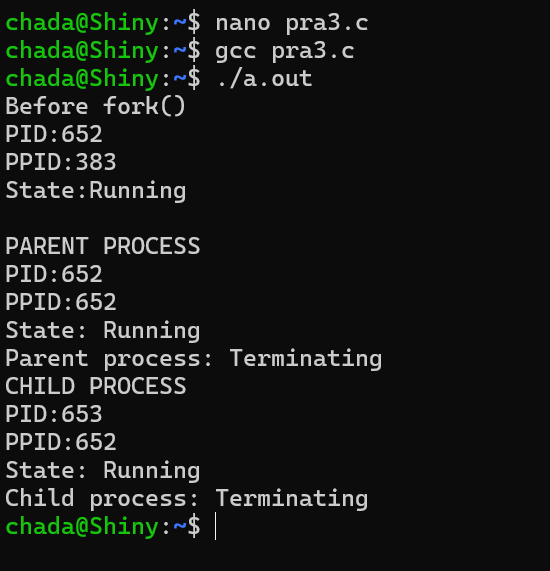 chada@Shiny:~$ nano pra3.c
chada@Shiny:~$ gcc pra3.c
chada@Shiny:~$ ./a.out
Before fork()
PID:652
PPID:383
State:Running

PARENT PROCESS
PID:652
PPID:652
State: Running
Parent process: Terminating
CHILD PROCESS
PID:653
PPID:652
State: Running
Child process: Terminating
chada@Shiny:~$